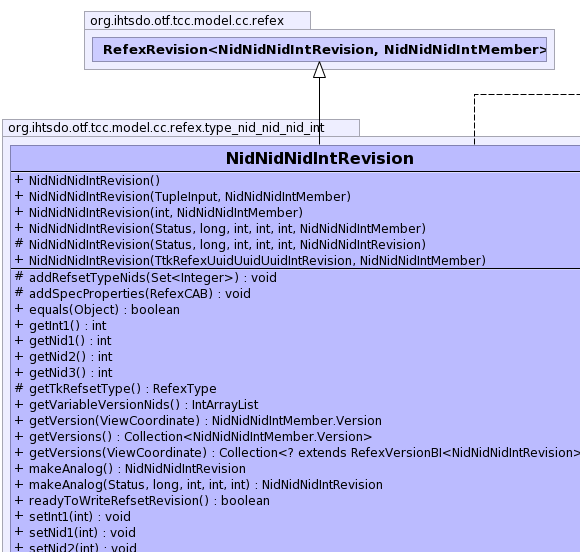 org.ihtsdo.otf.tcc.model.cc.refex
RefexRevision<NidNidNidIntRevision, NidNidNidIntMember>
org.ihtsdo.otf.tcc.model.cc.refex.type_nid_nid_nid_int
NidNidNidIntRevision
+ NidNidNidIntRevision()
+ NidNidNidIntRevision(TupleInput, NidNidNidIntMember)
+ NidNidNidIntRevision(int, NidNidNidIntMember)
+ NidNidNidIntRevision(Status, long, int, int, int, NidNidNidIntMember)
# NidNidNidIntRevision(Status, long, int, int, int, NidNidNidIntRevision)
+ NidNidNidIntRevision(TtkRefexUuidUuidUuidIntRevision, NidNidNidIntMember)
# addRefsetTypeNids(Set<Integer>) : void
# addSpecProperties(RefexCAB) : void
+ equals(Object) : boolean
+ getInt1() : int
+ getNid1() : int
+ getNid2() : int
+ getNid3() : int
# getTkRefsetType() : RefexType
+ getVariableVersionNids() : IntArrayList
+ getVersion(ViewCoordinate) : NidNidNidIntMember.Version
+ getVersions() : Collection<NidNidNidIntMember.Version>
+ getVersions(ViewCoordinate) : Collection<? extends RefexVersionBI<NidNidNidIntRevision>
+ makeAnalog() : NidNidNidIntRevision
+ makeAnalog(Status, long, int, int, int) : NidNidNidIntRevision
+ readyToWriteRefsetRevision() : boolean
+ setInt1(int) : void
+ setNid1(int) : void
+ setNid2(int) : void